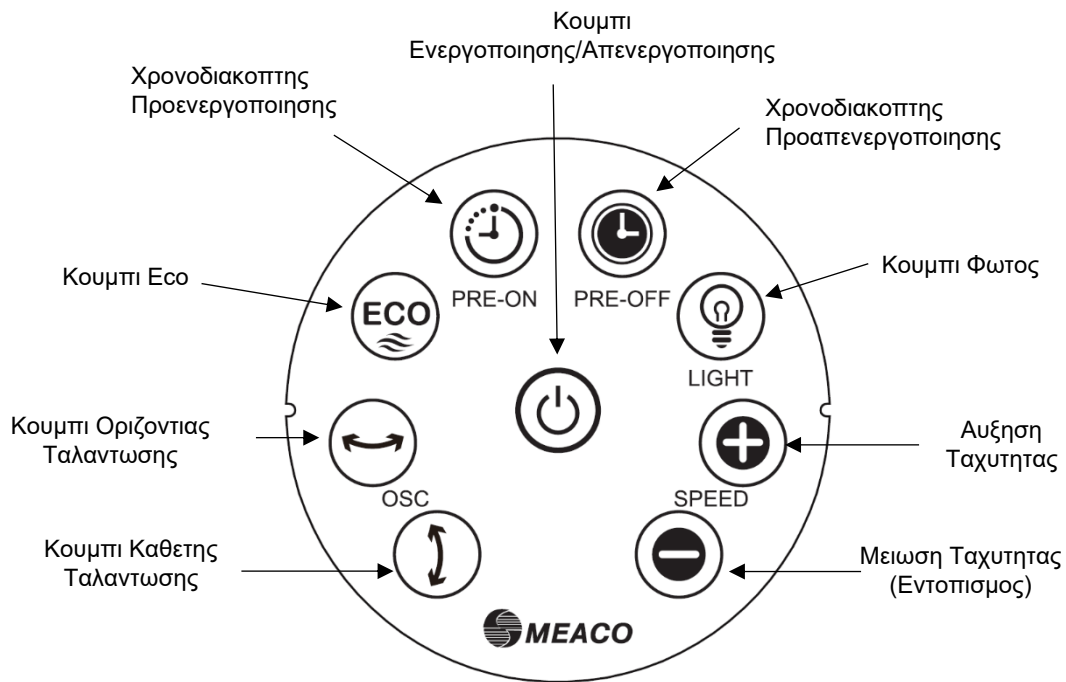 Κουμπι
Ενεργοποιησης/Απενεργοποιησης
Χρονοδιακοπτης
Προενεργοποιησης
Χρονοδιακοπτης
Προαπενεργοποιησης
Κουμπι Eco
Κουμπι Φωτος
PRE-ON
PRE-OFF
ECO
LIGHT
Κουμπι Οριζοντιας
Ταλαντωσης
Αυξηση
Ταχυτητας
OSC
SPEED
Κουμπι Καθετης
Ταλαντωσης
Μειωση Ταχυτητας
(Εντοπισμος)
MEACO